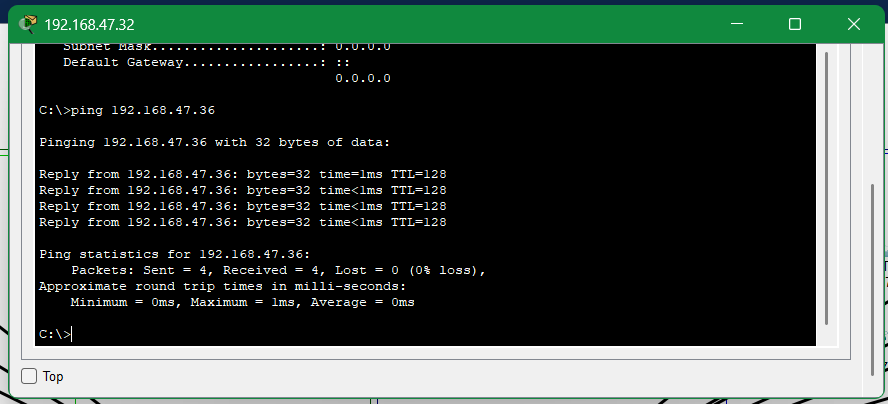 192.168.47.32
Subnet Mask.....................: 0.0.0.0
Default Gateway.................: ::
0.0.0.0
C:\>ping 192.168.47.36
Pinging 192.168.47.36 with 32 bytes of data:
Reply from 192.168.47.36: bytes=32 time=1ms TTL=128
Reply from 192.168.47.36: bytes=32 time<1ms TTL=128
Reply from 192.168.47.36: bytes=32 time<1ms TTL=128
Reply from 192.168.47.36: bytes=32 time<1ms TTL=128
Ping statistics for 192.168.47.36:
Packets: Sent = 4, Received = 4, Lost = 0 (0% loss),
Approximate round trip times in milli-seconds:
Minimum = 0ms, Maximum = 1ms, Average = 0ms
C:\>
Top